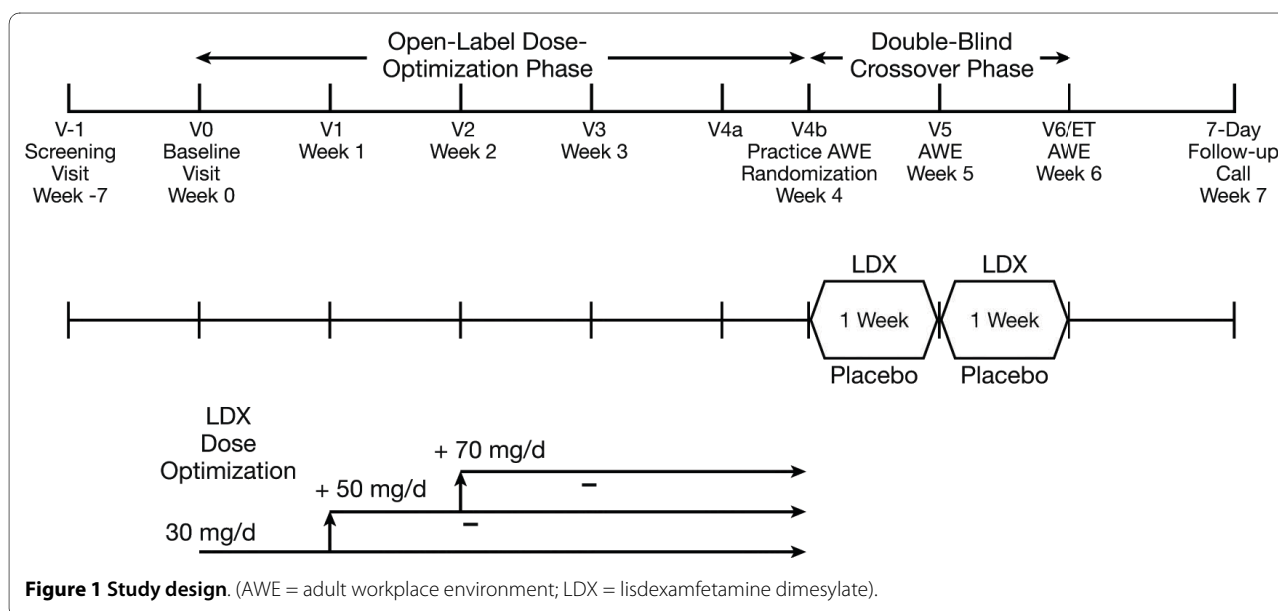 Open-Label Dose-
Optimization Phase
Double-Blind
Crossover Phase
V-1
Screening
Visit
Week -7
V0
Baseline
Visit
Week 0
V1
Week 1
V2
Week 2
V3
Week 3
V4a
V4b
Practice AWE
Randomization
Week 4
V5
AWE
Week 5
V6/ET
AWE
Week 6
7-Day
Follow-up
Call
Week 7
LDX
1 Week
Placebo
LDX
1 Week
Placebo
LDX
Dose
Optimization
+ 70 mg/d
–
+ 50 mg/d
–
30 mg/d
Figure 1 Study design. (AWE = adult workplace environment; LDX = lisdexamfetamine dimesylate).